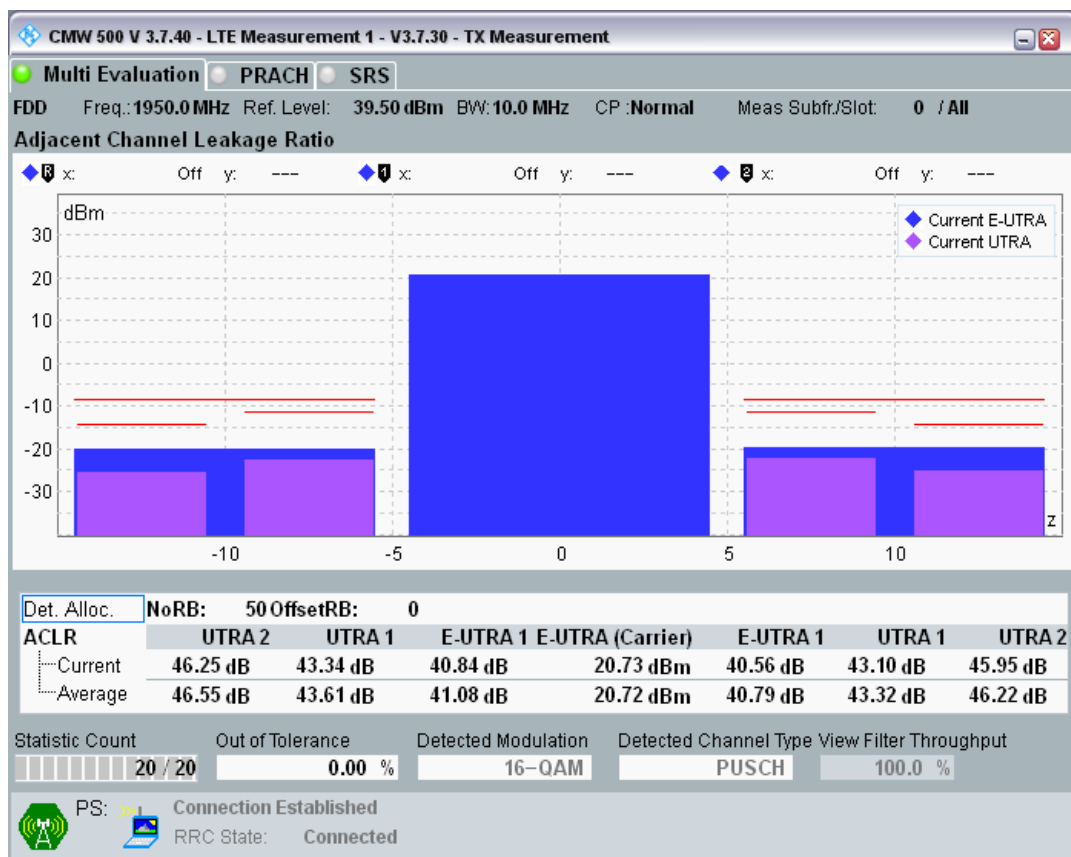 CMW 500 V 3.7.40 - LTE Measurement 1 - V3.7.30 - TX Measurement
Multi Evaluation PRACH SRS
FDD Freq.: 1950.0 MHz Ref. Level: 39.50 dBm BW: 10.0 MHz CP :Normal Meas Subfr./Slot: 0 / All
Adjacent Channel Leakage Ratio
R x: Off y: --- 1 x: Off y: --- 2 x: Off y: ---
dBm
Current E-UTRA
Current UTRA
30
20
10
0
-10
-20
-30
z
-10 -5 0 5 10
Det. Alloc. NoRB: 50 OffsetRB: 0
ACLR UTRA 2 UTRA 1 E-UTRA 1 E-UTRA (Carrier) E-UTRA 1 UTRA 1 UTRA 2
Current 46.25 dB 43.34 dB 40.84 dB 20.73 dBm 40.56 dB 43.10 dB 45.95 dB
Average 46.55 dB 43.61 dB 41.08 dB 20.72 dBm 40.79 dB 43.32 dB 46.22 dB
Statistic Count Out of Tolerance Detected Modulation Detected Channel Type View Filter Throughput
20 / 20 0.00 % 16-QAM PUSCH 100.0 %
PS: Connection Established
RRC State: Connected